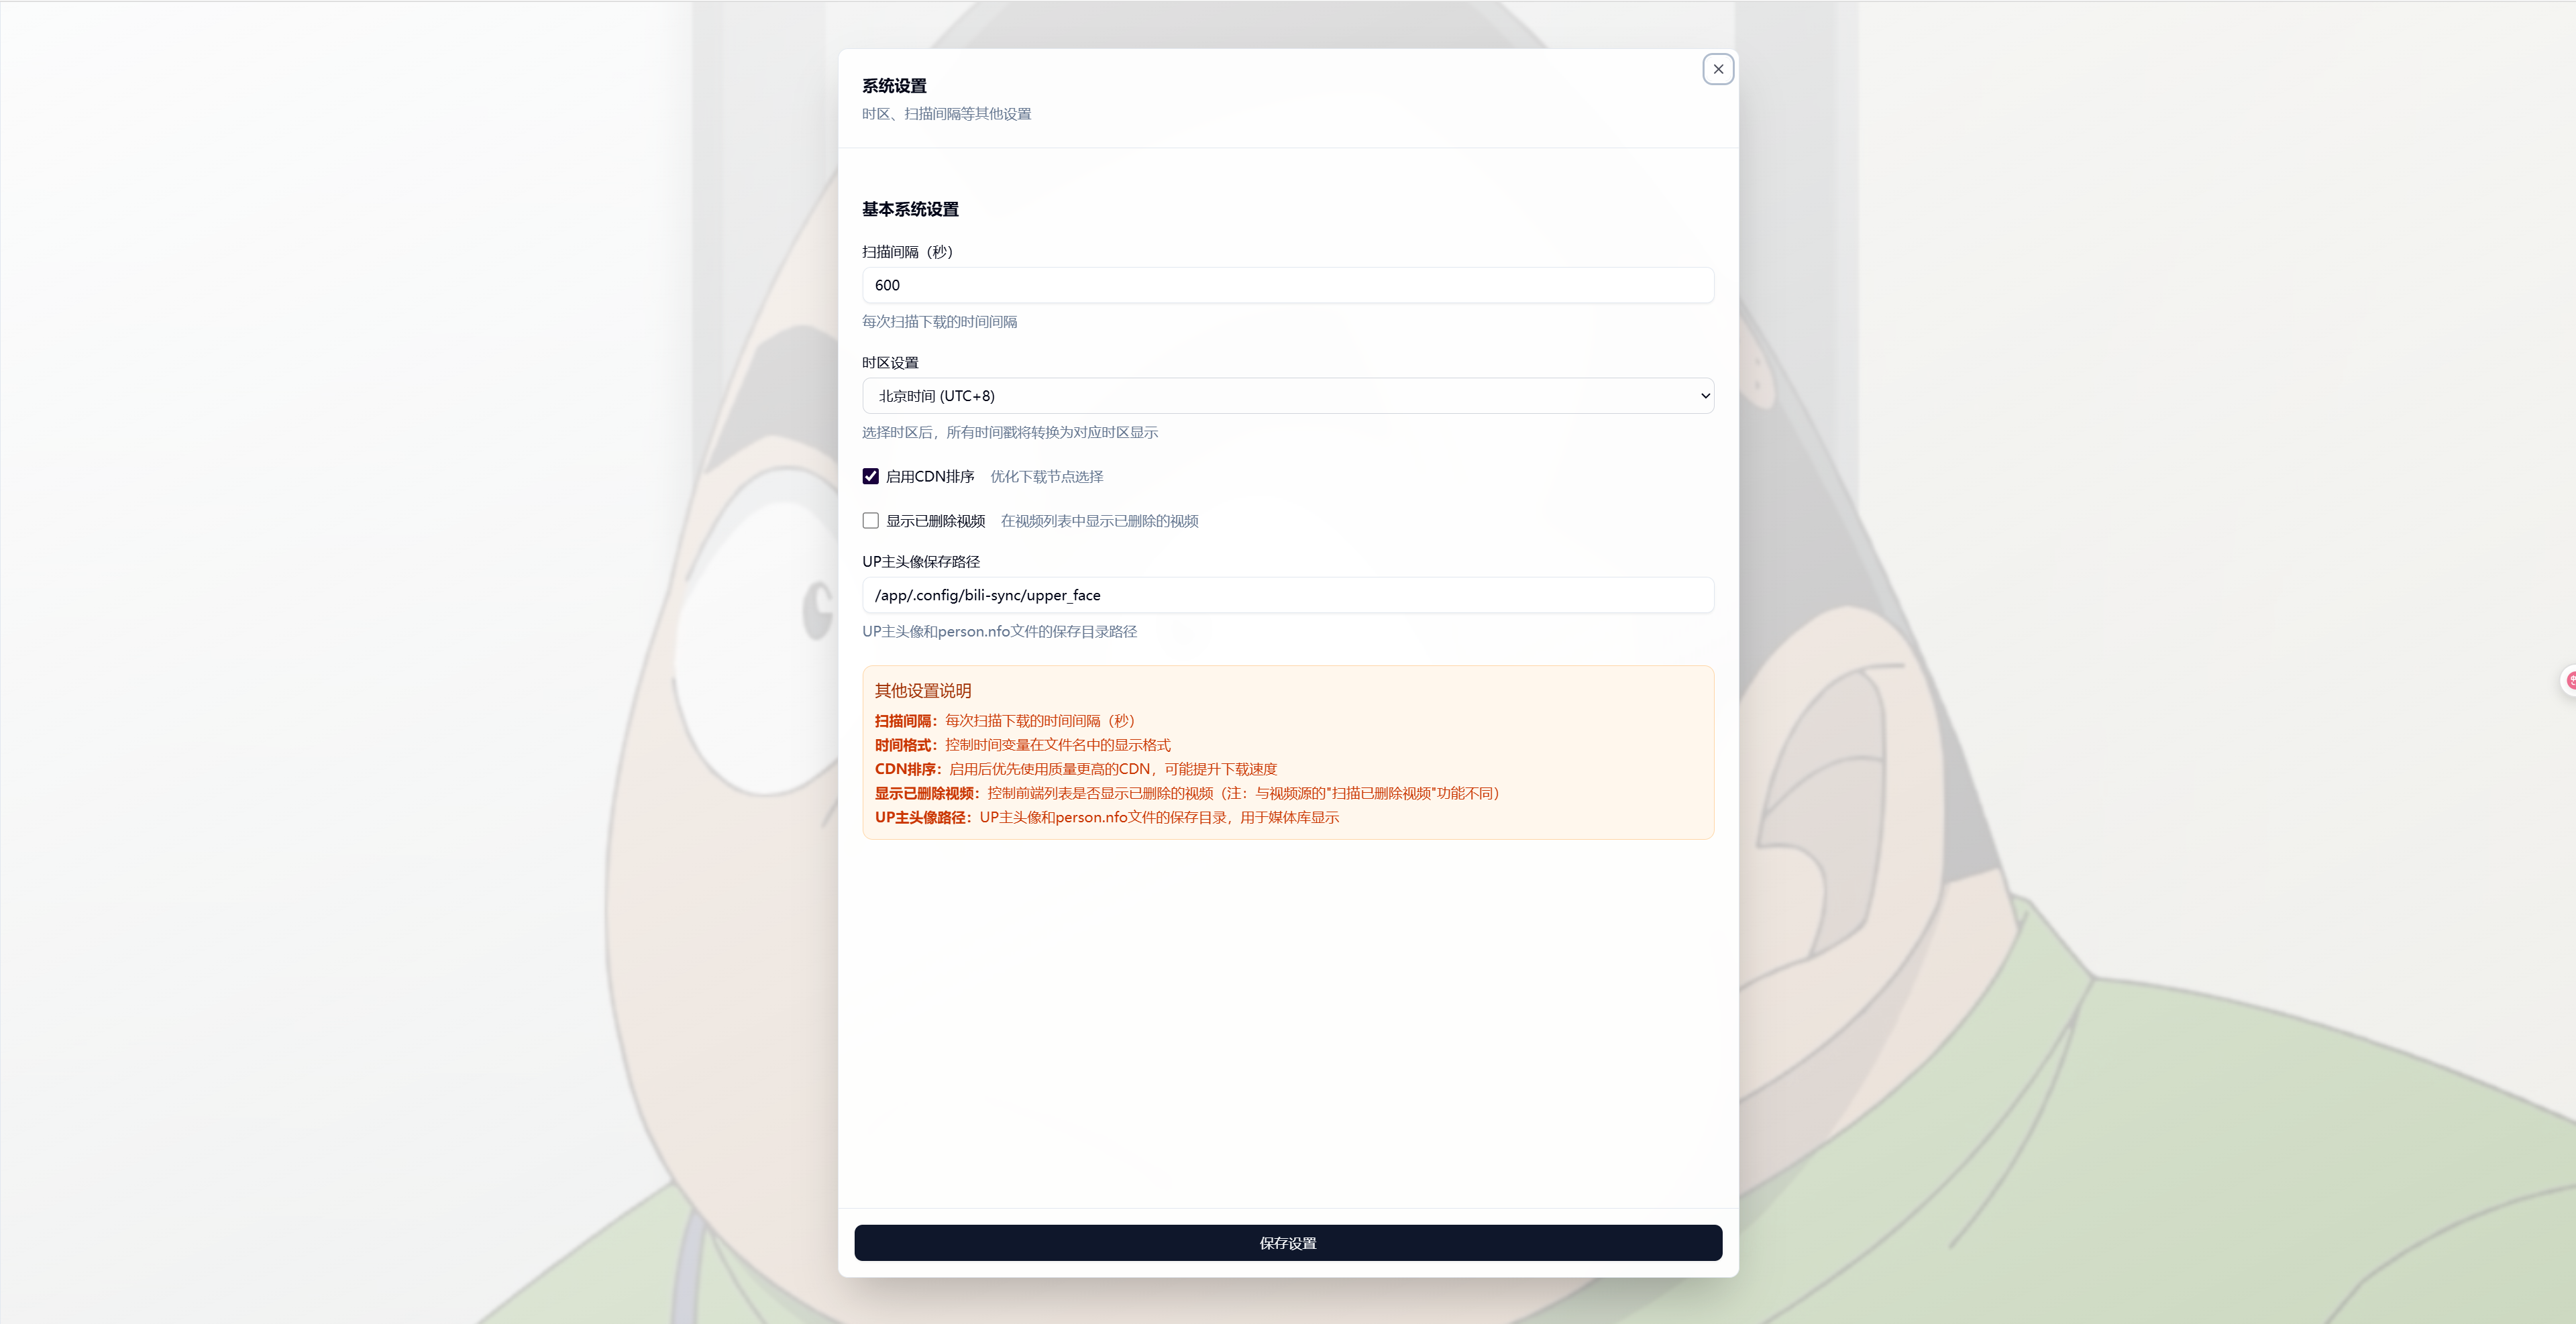 系统设置
时区、扫描间隔等其他设置
基本系统设置
扫描间隔（秒）
600
每次扫描下载的时间间隔
时区设置
北京时间 (UTC+8)
选择时区后，所有时间戳将转换为对应时区显示
启用CDN排序 优化下载节点选择
显示已删除视频 在视频列表中显示已删除的视频
UP主头像保存路径
/app/.config/bili-sync/upper_face
UP主头像和person.nfo文件的保存目录路径
其他设置说明
扫描间隔：每次扫描下载的时间间隔（秒）
时间格式：控制时间变量在文件名中的显示格式
CDN排序：启用后优先使用质量更高的CDN，可能提升下载速度
显示已删除视频：控制前端列表是否显示已删除的视频（注：与视频源的"扫描已删除视频"功能不同）
UP主头像路径：UP主头像和person.nfo文件的保存目录，用于媒体库显示
保存设置